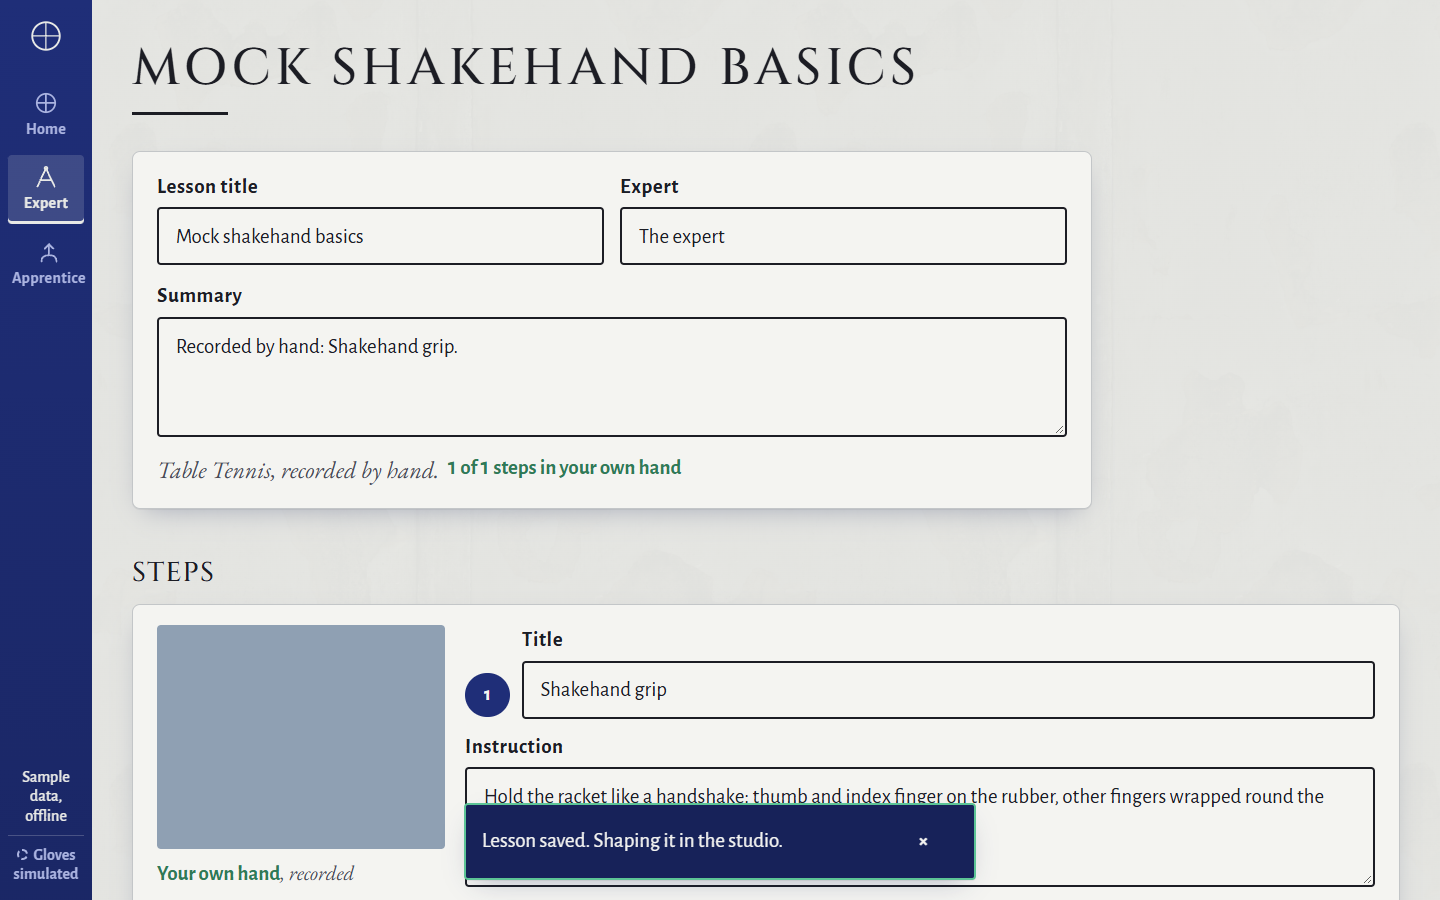 Home
Expert
Apprentice
Sample
data,
offline
Gloves
simulated
MOCK SHAKEHAND BASICS
Lesson title
Mock shakehand basics
Expert
The expert
Summary
Recorded by hand: Shakehand grip.
Table Tennis, recorded by hand. 1 of 1 steps in your own hand
STEPS
Your own hand, recorded
1
Title
Shakehand grip
Instruction
Hold the racket like a handshake: thumb and index finger on the rubber, other fingers wrapped round the
Lesson saved. Shaping it in the studio. ×